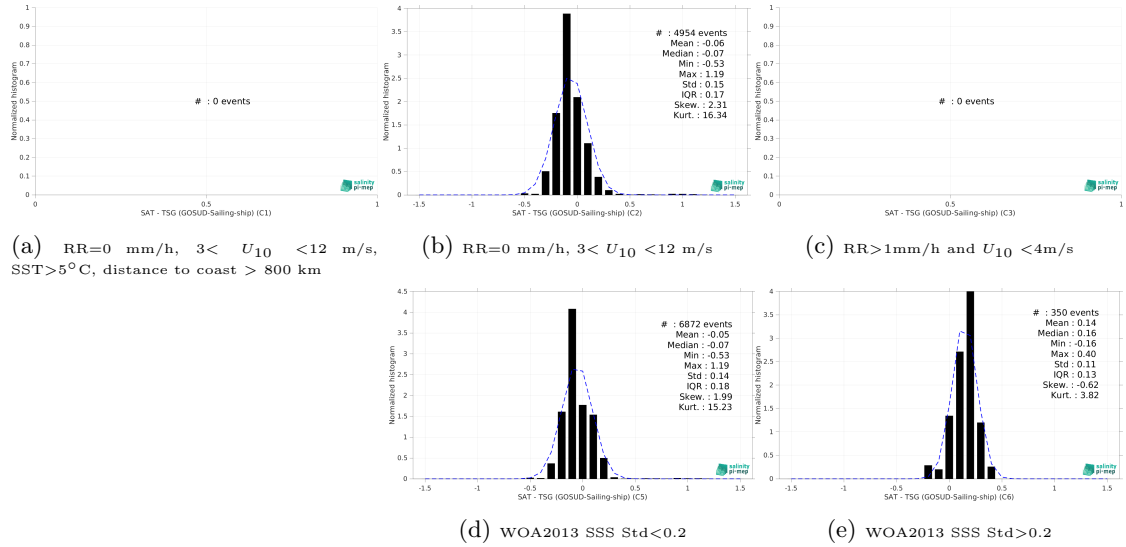 Normalized histogram
1
0.9
0.8
0.7
0.6
0.5
0.4
0.3
0.2
0.1
0
# : 0 events
salinity
pi-mep
0 0.5 1
SAT - TSG (GOSUD-Sailing-ship) (C1)
(a) RR=0 mm/h, 3< U10 <12 m/s,
SST>5°C, distance to coast > 800 km
Normalized histogram
4
3.5
3
2.5
2
1.5
1
0.5
0
# : 4954 events
Mean : -0.06
Median : -0.07
Min : -0.53
Max : 1.19
Std : 0.15
IQR : 0.17
Skew. : 2.31
Kurt. : 16.34
salinity
pi-mep
-1.5 -1 -0.5 0 0.5 1 1.5
SAT - TSG (GOSUD-Sailing-ship) (C2)
(b) RR=0 mm/h, 3< U10 <12 m/s
Normalized histogram
1
0.9
0.8
0.7
0.6
0.5
0.4
0.3
0.2
0.1
0
# : 0 events
salinity
pi-mep
0 0.5 1
SAT - TSG (GOSUD-Sailing-ship) (C3)
(c) RR>1mm/h and U10 <4m/s
Normalized histogram
4.5
4
3.5
3
2.5
2
1.5
1
0.5
0
# : 6872 events
Mean : -0.05
Median : -0.07
Min : -0.53
Max : 1.19
Std : 0.14
IQR : 0.18
Skew. : 1.99
Kurt. : 15.23
salinity
pi-mep
-1.5 -1 -0.5 0 0.5 1 1.5
SAT - TSG (GOSUD-Sailing-ship) (C5)
(d) WOA2013 SSS Std<0.2
Normalized histogram
4
3.5
3
2.5
2
1.5
1
0.5
0
# : 350 events
Mean : 0.14
Median : 0.16
Min : -0.16
Max : 0.40
Std : 0.11
IQR : 0.13
Skew. : -0.62
Kurt. : 3.82
salinity
pi-mep
-1.5 -1 -0.5 0 0.5 1 1.5
SAT - TSG (GOSUD-Sailing-ship) (C6)
(e) WOA2013 SSS Std>0.2